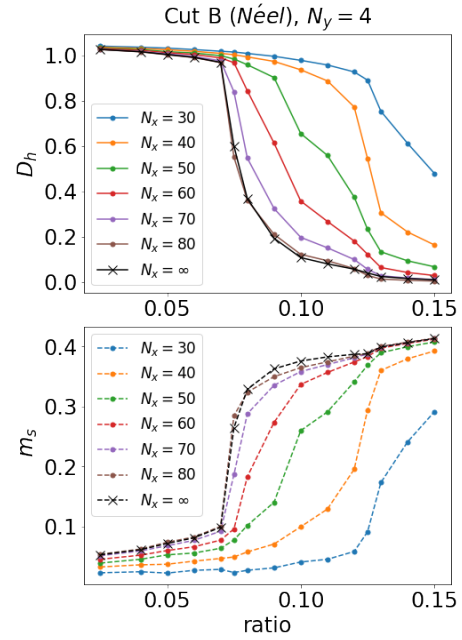 Cut B (Néel), N_y = 4
D_h
1.0
0.8
0.6
0.4
0.2
0.0
N_x = 30
N_x = 40
N_x = 50
N_x = 60
N_x = 70
N_x = 80
N_x = ∞
0.05
0.10
0.15
m_s
0.4
0.3
0.2
0.1
N_x = 30
N_x = 40
N_x = 50
N_x = 60
N_x = 70
N_x = 80
N_x = ∞
0.05
0.10
0.15
ratio